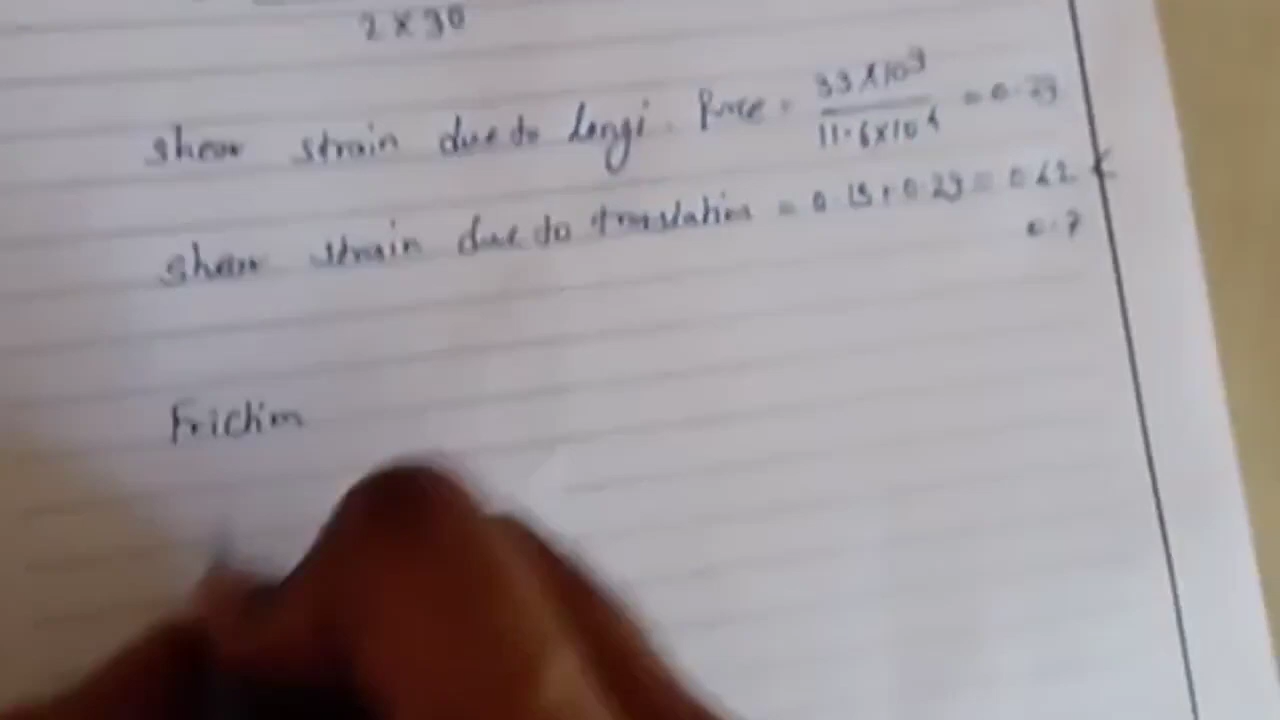 2 × 30
shear strain due to longi. Force = 33 × 10³ / 11.6 × 10⁴ = 0.29
shear strain due to translation = 0.13 + 0.29 = 0.42 <
0.7
Friction